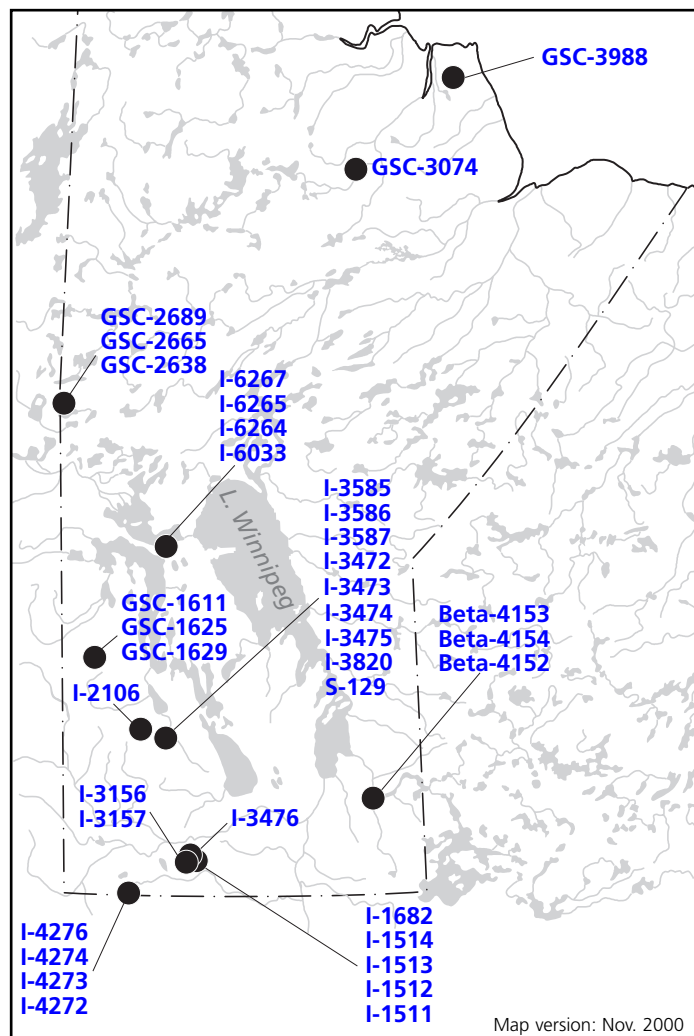 GSC-3988
GSC-3074
GSC-2689
GSC-2665
GSC-2638
I-6267
I-6265
I-6264
I-6033
L. Winnipeg
I-3585
I-3586
I-3587
I-3472
I-3473
I-3474
I-3475
I-3820
S-129
GSC-1611
GSC-1625
GSC-1629
Beta-4153
Beta-4154
Beta-4152
I-2106
I-3156
I-3157
I-3476
I-4276
I-4274
I-4273
I-4272
I-1682
I-1514
I-1513
I-1512
I-1511
Map version: Nov. 2000